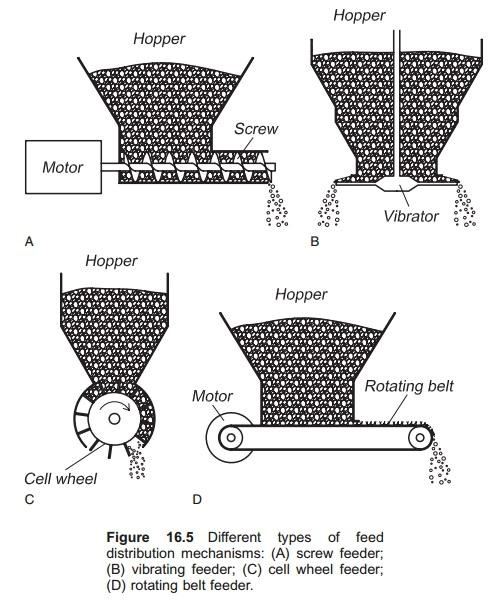 Hopper
Screw
Motor
A
Hopper
Vibrator
B
Hopper
Cell wheel
C
Hopper
Motor
Rotating belt
D
Figure 16.5 Different types of feed
distribution mechanisms: (A) screw feeder;
(B) vibrating feeder; (C) cell wheel feeder;
(D) rotating belt feeder.